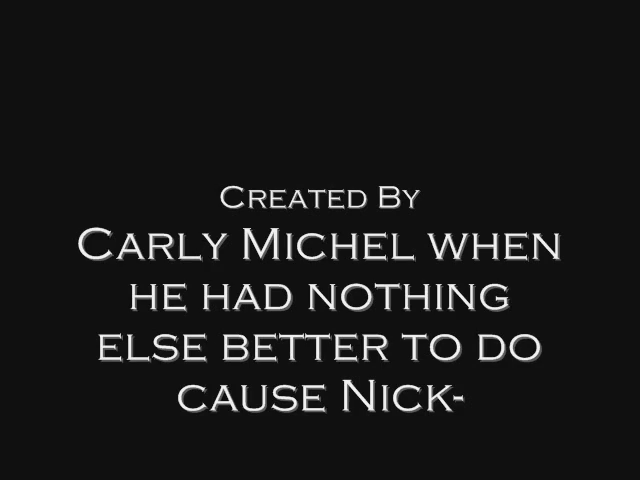 Created By
Carly Michel when
he had nothing
else better to do
cause Nick-